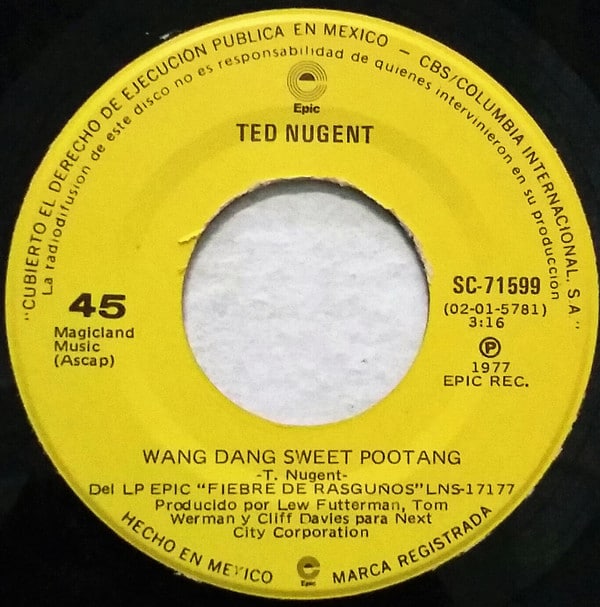 "CUBIERTO EL DERECHO DE EJECUCIÓN PUBLICA EN MEXICO — CBS/COLUMBIA INTERNACIONAL, S.A."
La radiodifusion de este disco no es responsabilidad de quienes intervinieron en su producción
Epic
TED NUGENT
45
Magicland
Music
(Ascap)
SC-71599
(02-01-5781)
3:16
℗
1977
EPIC REC.
WANG DANG SWEET POOTANG
-T. Nugent-
Del LP EPIC "FIEBRE DE RASGUÑOS" LNS-17177
Producido por Lew Futterman, Tom
Werman y Cliff Davies para Next
City Corporation
HECHO EN MEXICO
Epic
MARCA REGISTRADA